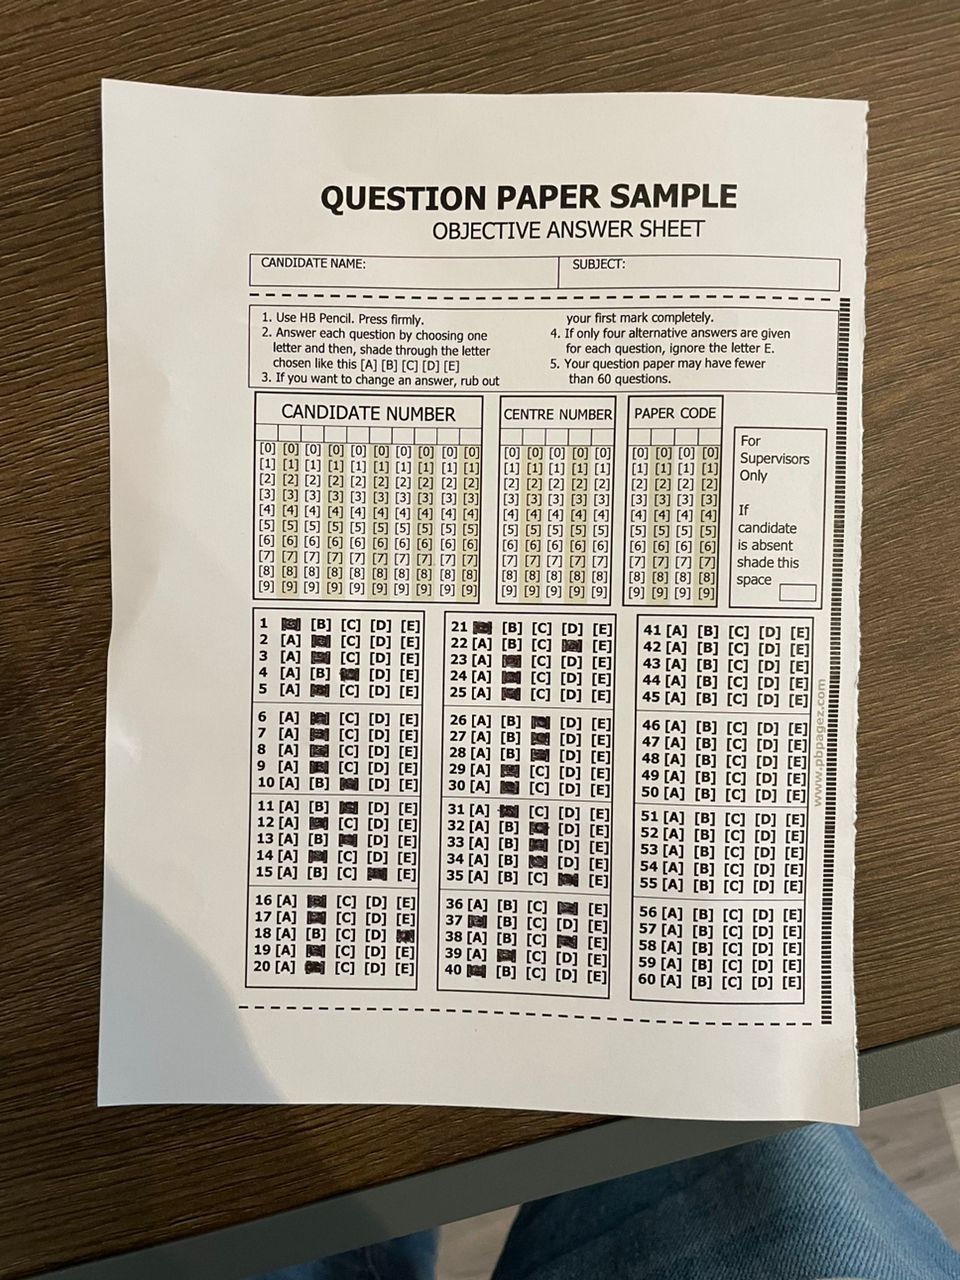 QUESTION PAPER SAMPLE
OBJECTIVE ANSWER SHEET
CANDIDATE NAME:
SUBJECT:
1. Use HB Pencil. Press firmly.
2. Answer each question by choosing one
letter and then, shade through the letter
chosen like this [A] [B] [C] [D] [E]
3. If you want to change an answer, rub out
your first mark completely.
4. If only four alternative answers are given
for each question, ignore the letter E.
5. Your question paper may have fewer
than 60 questions.
CANDIDATE NUMBER
[0] [0] [0] [0] [0] [0] [0] [0] [0] [0]
[1] [1] [1] [1] [1] [1] [1] [1] [1] [1]
[2] [2] [2] [2] [2] [2] [2] [2] [2] [2]
[3] [3] [3] [3] [3] [3] [3] [3] [3] [3]
[4] [4] [4] [4] [4] [4] [4] [4] [4] [4]
[5] [5] [5] [5] [5] [5] [5] [5] [5] [5]
[6] [6] [6] [6] [6] [6] [6] [6] [6] [6]
[7] [7] [7] [7] [7] [7] [7] [7] [7] [7]
[8] [8] [8] [8] [8] [8] [8] [8] [8] [8]
[9] [9] [9] [9] [9] [9] [9] [9] [9] [9]
CENTRE NUMBER
[0] [0] [0] [0] [0]
[1] [1] [1] [1] [1]
[2] [2] [2] [2] [2]
[3] [3] [3] [3] [3]
[4] [4] [4] [4] [4]
[5] [5] [5] [5] [5]
[6] [6] [6] [6] [6]
[7] [7] [7] [7] [7]
[8] [8] [8] [8] [8]
[9] [9] [9] [9] [9]
PAPER CODE
[0] [0] [0] [0]
[1] [1] [1] [1]
[2] [2] [2] [2]
[3] [3] [3] [3]
[4] [4] [4] [4]
[5] [5] [5] [5]
[6] [6] [6] [6]
[7] [7] [7] [7]
[8] [8] [8] [8]
[9] [9] [9] [9]
For
Supervisors
Only
If
candidate
is absent
shade this
space
1 [B] [C] [D] [E]
2 [A] [C] [D] [E]
3 [A] [C] [D] [E]
4 [A] [B] [D] [E]
5 [A] [C] [D] [E]
6 [A] [C] [D] [E]
7 [A] [C] [D] [E]
8 [A] [C] [D] [E]
9 [A] [C] [D] [E]
10 [A] [B] [D] [E]
11 [A] [B] [D] [E]
12 [A] [C] [D] [E]
13 [A] [B] [D] [E]
14 [A] [C] [D] [E]
15 [A] [B] [C] [E]
16 [A] [C] [D] [E]
17 [A] [C] [D] [E]
18 [A] [B] [C] [D]
19 [A] [C] [D] [E]
20 [A] [C] [D] [E]
21 [B] [C] [D] [E]
22 [A] [B] [C] [E]
23 [A] [C] [D] [E]
24 [A] [C] [D] [E]
25 [A] [C] [D] [E]
26 [A] [B] [D] [E]
27 [A] [B] [D] [E]
28 [A] [B] [D] [E]
29 [A] [C] [D] [E]
30 [A] [C] [D] [E]
31 [A] [C] [D] [E]
32 [A] [B] [D] [E]
33 [A] [B] [D] [E]
34 [A] [B] [D] [E]
35 [A] [B] [C] [E]
36 [A] [B] [C] [E]
37 [B] [C] [D] [E]
38 [A] [B] [C] [E]
39 [A] [C] [D] [E]
40 [B] [C] [D] [E]
41 [A] [B] [C] [D] [E]
42 [A] [B] [C] [D] [E]
43 [A] [B] [C] [D] [E]
44 [A] [B] [C] [D] [E]
45 [A] [B] [C] [D] [E]
46 [A] [B] [C] [D] [E]
47 [A] [B] [C] [D] [E]
48 [A] [B] [C] [D] [E]
49 [A] [B] [C] [D] [E]
50 [A] [B] [C] [D] [E]
51 [A] [B] [C] [D] [E]
52 [A] [B] [C] [D] [E]
53 [A] [B] [C] [D] [E]
54 [A] [B] [C] [D] [E]
55 [A] [B] [C] [D] [E]
56 [A] [B] [C] [D] [E]
57 [A] [B] [C] [D] [E]
58 [A] [B] [C] [D] [E]
59 [A] [B] [C] [D] [E]
60 [A] [B] [C] [D] [E]
www.pbpagez.com